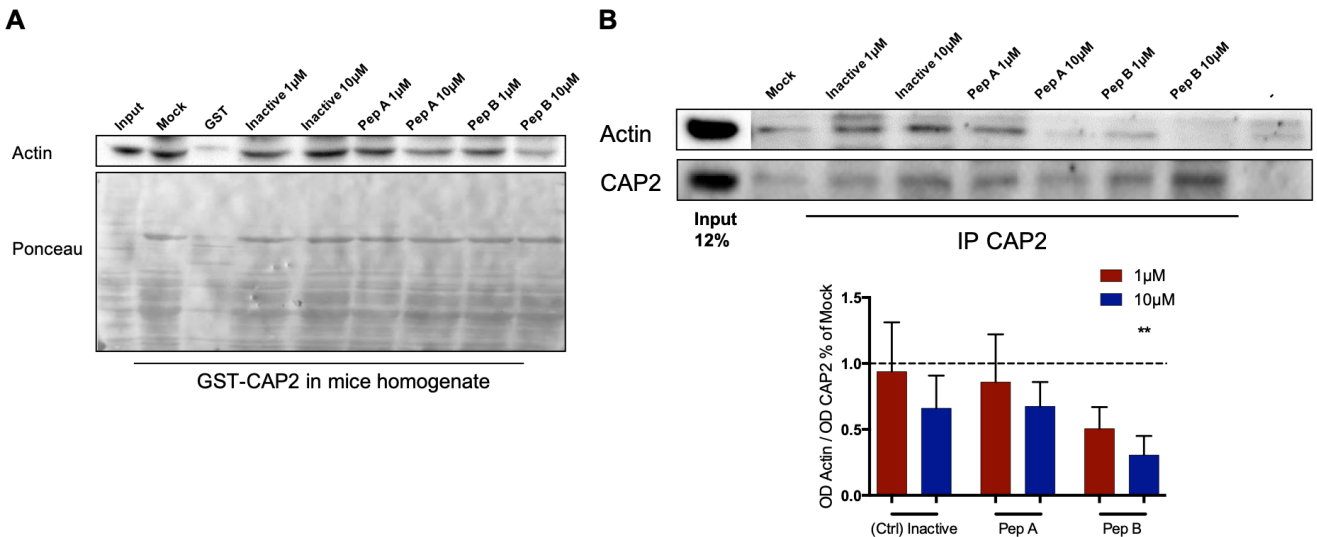 A
Input
Mock
GST
Inactive 1µM
Inactive 10µM
Pep A 1µM
Pep A 10µM
Pep B 1µM
Pep B 10µM
Actin
Ponceau
GST-CAP2 in mice homogenate
B
Mock
Inactive 1µM
Inactive 10µM
Pep A 1µM
Pep A 10µM
Pep B 1µM
Pep B 10µM
-
Actin
CAP2
Input
12%
IP CAP2
1µM
10µM
**
OD Actin / OD CAP2 % of Mock
1.5
1.0
0.5
0.0
(Ctrl) Inactive
Pep A
Pep B